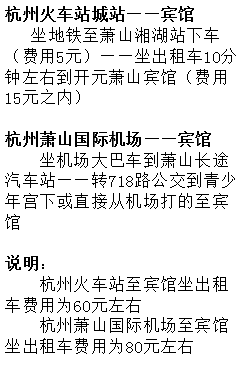 杭州火车站城站——宾馆
坐地铁至萧山湘湖站下车
（费用5元）——坐出租车10分
钟左右到开元萧山宾馆（费用
15元之内）
杭州萧山国际机场——宾馆
坐机场大巴车到萧山长途
汽车站——转718路公交到青少
年宫下或直接从机场打的至宾
馆
说明：
杭州火车站至宾馆坐出租
车费用为60元左右
杭州萧山国际机场至宾馆
坐出租车费用为80元左右